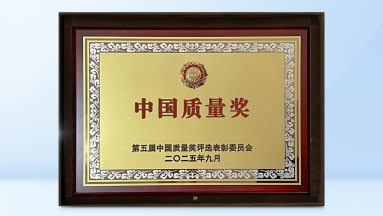 中国质量奖
第五届中国质量奖评选表彰委员会
二〇二五年九月